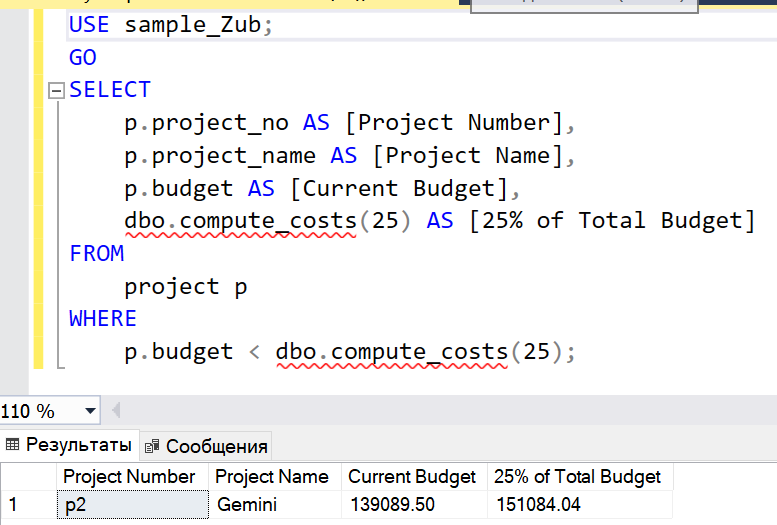 USE sample_Zub;
GO
SELECT
p.project_no AS [Project Number],
p.project_name AS [Project Name],
p.budget AS [Current Budget],
dbo.compute_costs(25) AS [25% of Total Budget]
FROM
project p
WHERE
p.budget < dbo.compute_costs(25);
110 %
Результаты Сообщения
Project Number Project Name Current Budget 25% of Total Budget
1 p2 Gemini 139089.50 151084.04